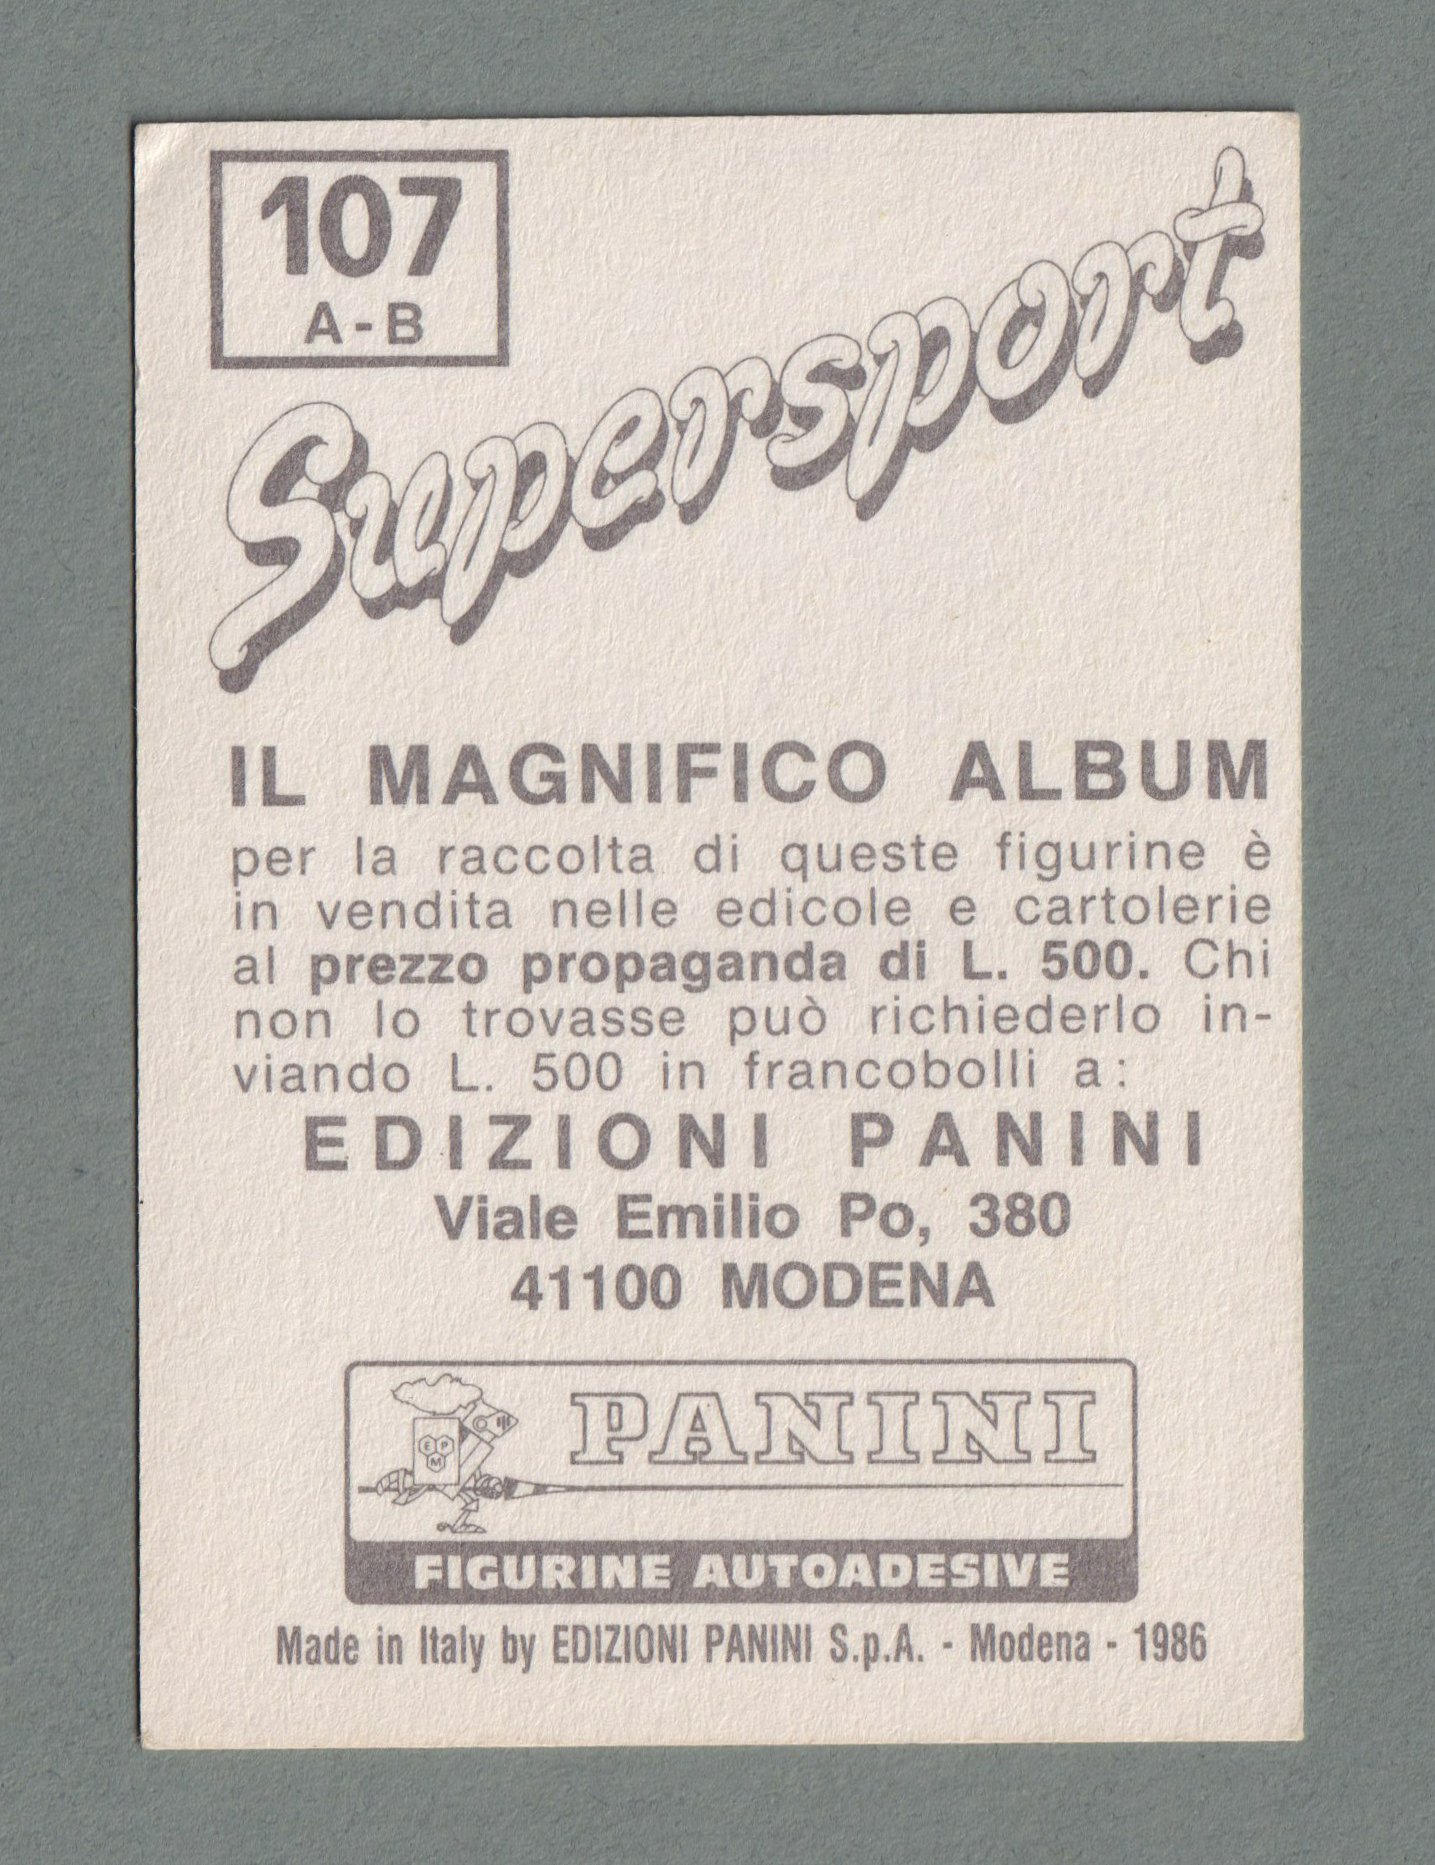 107
A-B
Supersport
IL MAGNIFICO ALBUM
per la raccolta di queste figurine è
in vendita nelle edicole e cartolerie
al prezzo propaganda di L. 500. Chi
non lo trovasse può richiederlo in-
viando L. 500 in francobolli a:
EDIZIONI PANINI
Viale Emilio Po, 380
41100 MODENA
E P
M
PANINI
FIGURINE AUTOADESIVE
Made in Italy by EDIZIONI PANINI S.p.A. - Modena - 1986